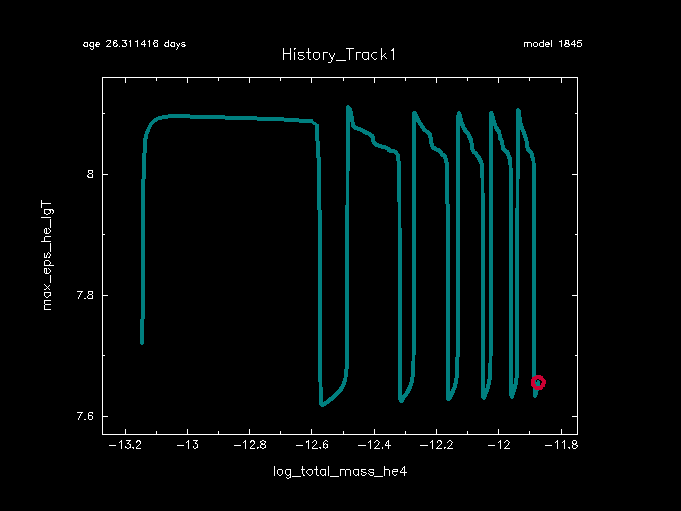 age 26.311416 days
model 1845
History_Track1
max_eps_he_lgT
8
7.8
7.6
−13.2 −13 −12.8 −12.6 −12.4 −12.2 −12 −11.8
log_total_mass_he4